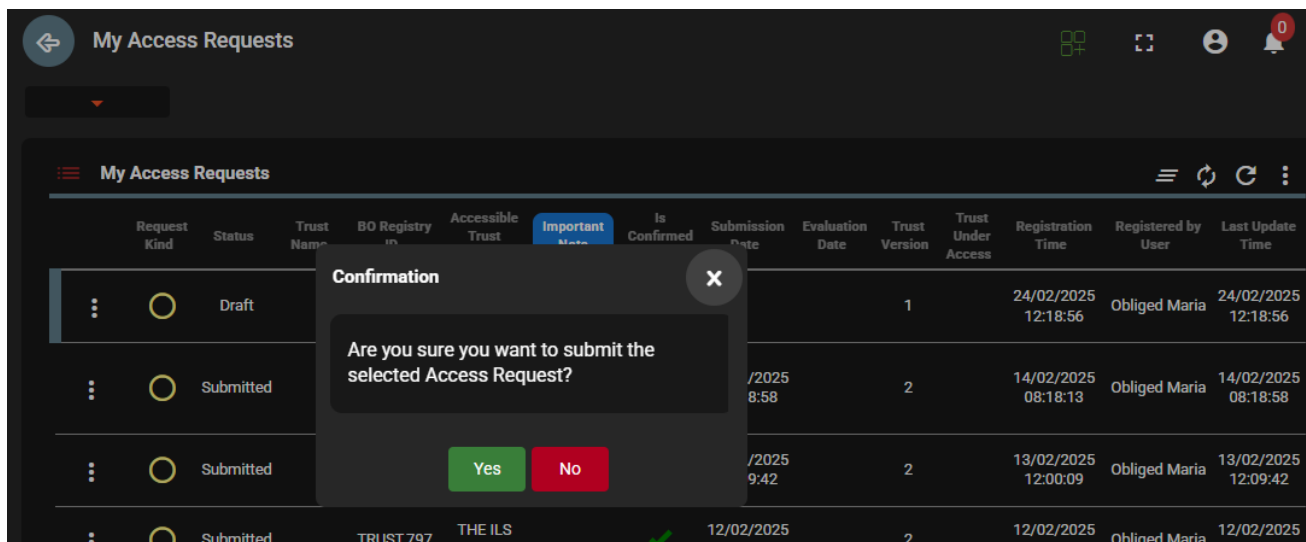 My Access Requests
0
My Access Requests
Request Kind
Status
Trust Name
BO Registry ID
Accessible Trust
Important Note
Is Confirmed
Submission Date
Evaluation Date
Trust Version
Trust Under Access
Registration Time
Registered by User
Last Update Time
Confirmation
Are you sure you want to submit the
selected Access Request?
Yes
No
Draft
1
24/02/2025
12:18:56
Obliged Maria
24/02/2025
12:18:56
Submitted
/2025
8:58
2
14/02/2025
08:18:13
Obliged Maria
14/02/2025
08:18:58
Submitted
/2025
9:42
2
13/02/2025
12:00:09
Obliged Maria
13/02/2025
12:09:42
Submitted
TRUST 797
THE ILS
12/02/2025
2
12/02/2025
Obliged Maria
12/02/2025